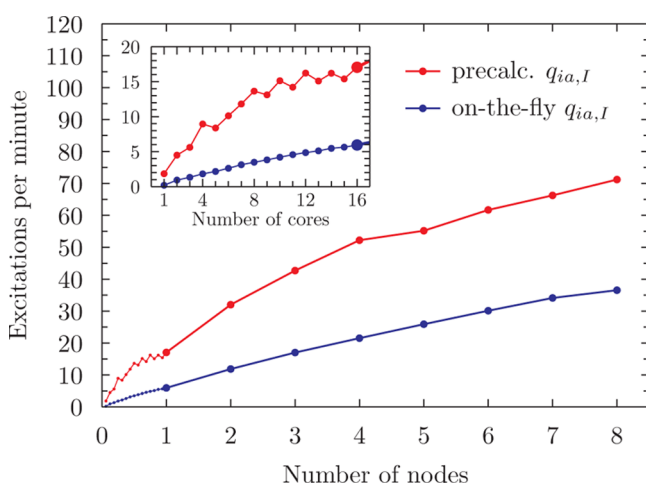 120
110
100
90
80
70
60
50
40
30
20
10
0
Excitations per minute
20
15
10
5
0
1 4 8 12 16
Number of cores
precalc. q_{ia,I}
on-the-fly q_{ia,I}
0 1 2 3 4 5 6 7 8
Number of nodes